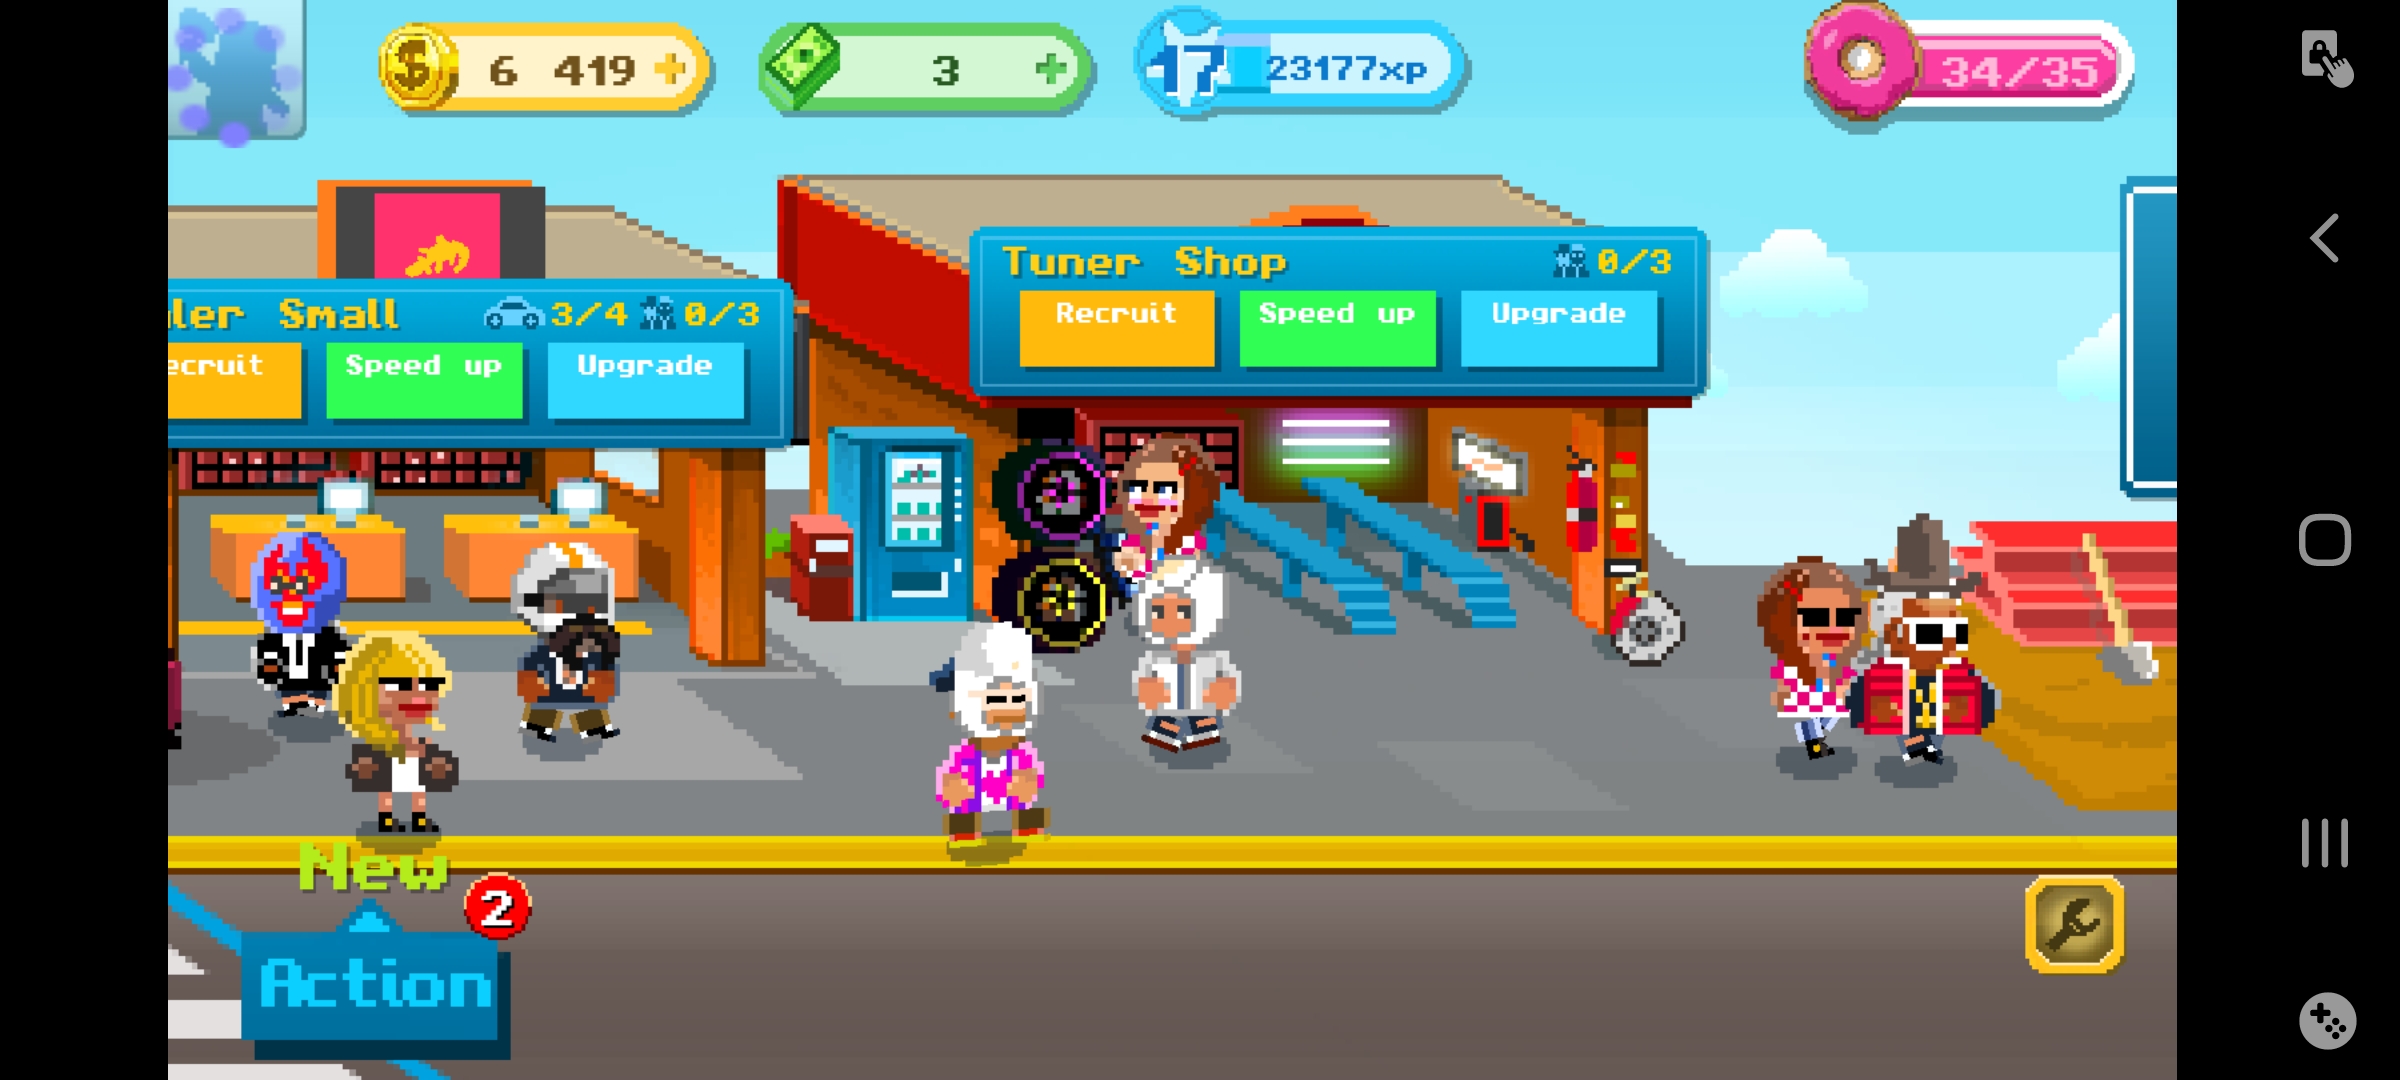 6 419 +
3 +
17 23177xp
34/35
Tuner Shop 0/3
Recruit Speed up Upgrade
ler Small 3/4 0/3
ecruit Speed up Upgrade
New
2
Action